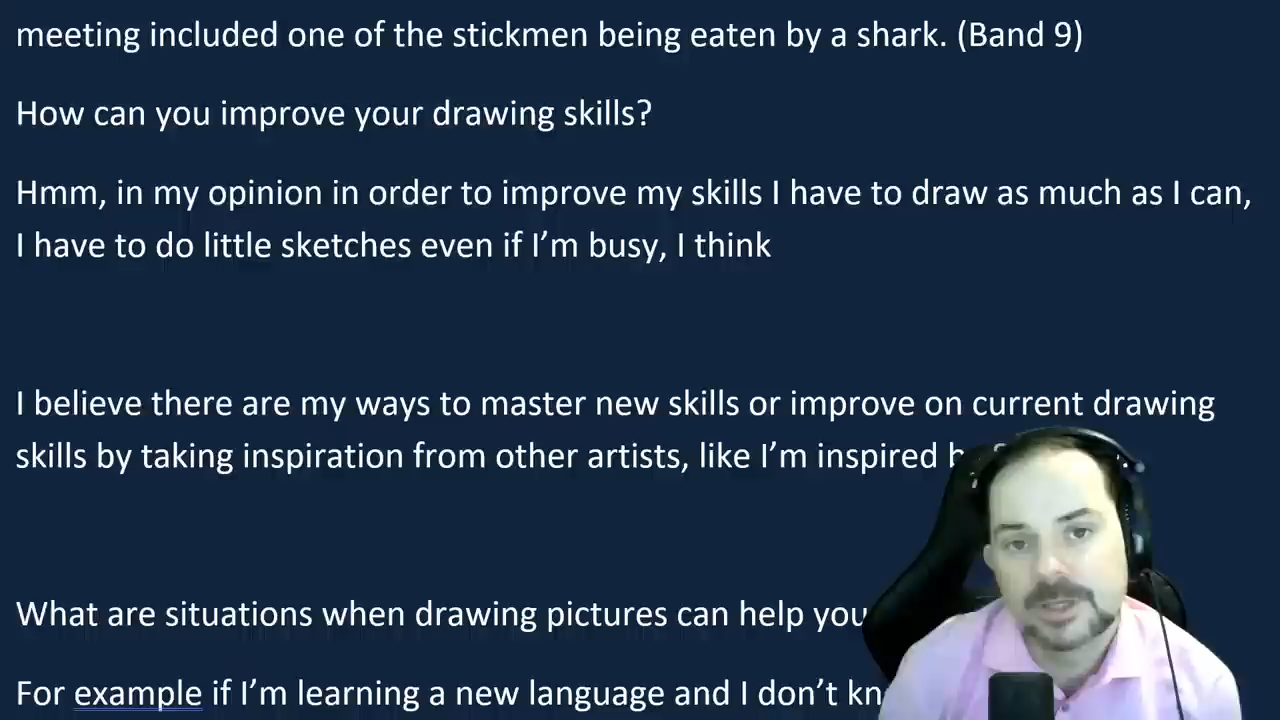 meeting included one of the stickmen being eaten by a shark. (Band 9)
How can you improve your drawing skills?
Hmm, in my opinion in order to improve my skills I have to draw as much as I can,
I have to do little sketches even if I’m busy, I think
I believe there are my ways to master new skills or improve on current drawing
skills by taking inspiration from other artists, like I’m inspired
What are situations when drawing pictures can help you
For example if I’m learning a new language and I don’t